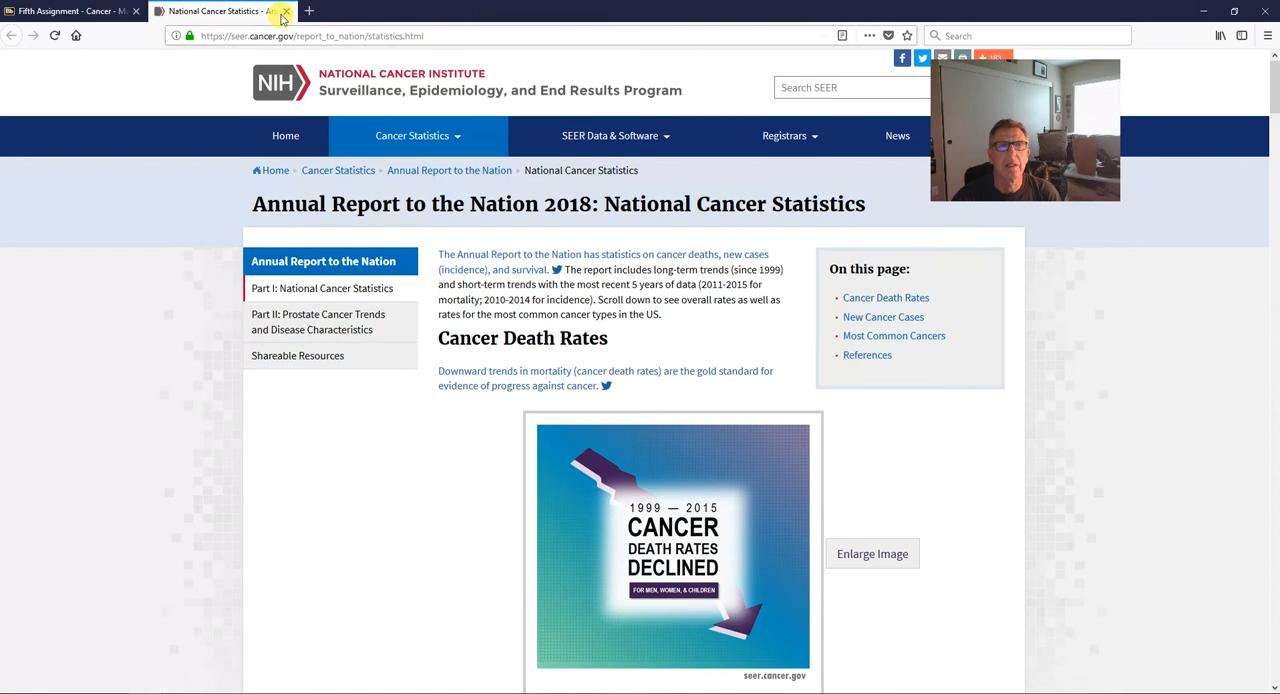 Fifth Assignment - Cancer - M
National Cancer Statistics - An
https://seer.cancer.gov/report_to_nation/statistics.html
Search
183
NIH
NATIONAL CANCER INSTITUTE
Surveillance, Epidemiology, and End Results Program
Search SEER
Home
Cancer Statistics
SEER Data & Software
Registrars
News
Home
Cancer Statistics
Annual Report to the Nation
National Cancer Statistics
Annual Report to the Nation 2018: National Cancer Statistics
Annual Report to the Nation
Part I: National Cancer Statistics
Part II: Prostate Cancer Trends
and Disease Characteristics
Shareable Resources
The Annual Report to the Nation has statistics on cancer deaths, new cases
(incidence), and survival. The report includes long-term trends (since 1999)
and short-term trends with the most recent 5 years of data (2011-2015 for
mortality; 2010-2014 for incidence). Scroll down to see overall rates as well as
rates for the most common cancer types in the US.
Cancer Death Rates
Downward trends in mortality (cancer death rates) are the gold standard for
evidence of progress against cancer.
1999 — 2015
CANCER
DEATH RATES
DECLINED
FOR MEN, WOMEN, & CHILDREN
seer.cancer.gov
Enlarge Image
On this page:
Cancer Death Rates
New Cancer Cases
Most Common Cancers
References